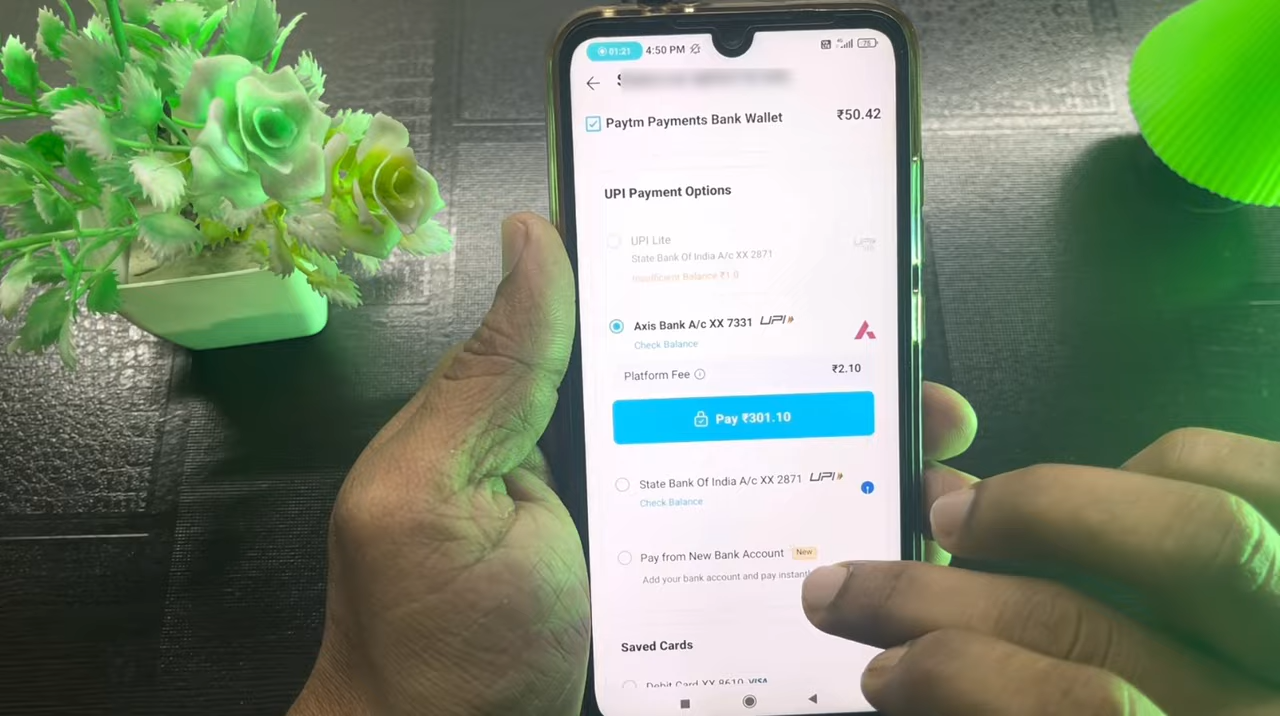 01:21 4:50 PM
Paytm Payments Bank Wallet ₹50.42
UPI Payment Options
UPI Lite UPI
State Bank Of India A/c XX 2871
Insufficient Balance ₹1.0
Axis Bank A/c XX 7331 UPI
Check Balance
Platform Fee ₹2.10
Pay ₹301.10
State Bank Of India A/c XX 2871 UPI
Check Balance
Pay from New Bank Account New
Add your bank account and pay
Saved Cards
Debit Card XX 8610 VISA